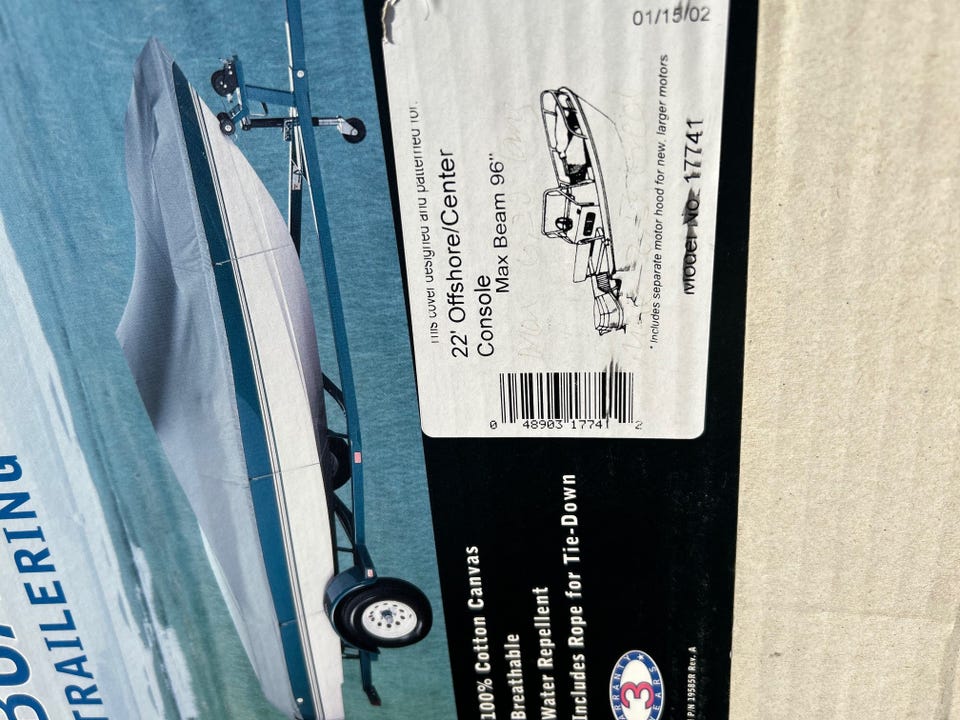 TRAILERING
01/15/02
This cover designed and patterned for:
22' Offshore/Center
Console
Max Beam 96"
* Includes separate motor hood for new, larger motors
Model No. 17741
0 48903 17741 2
100% Cotton Canvas
Breathable
Water Repellent
Includes Rope for Tie-Down
3
YEARS
P/N 19585R Rev. A